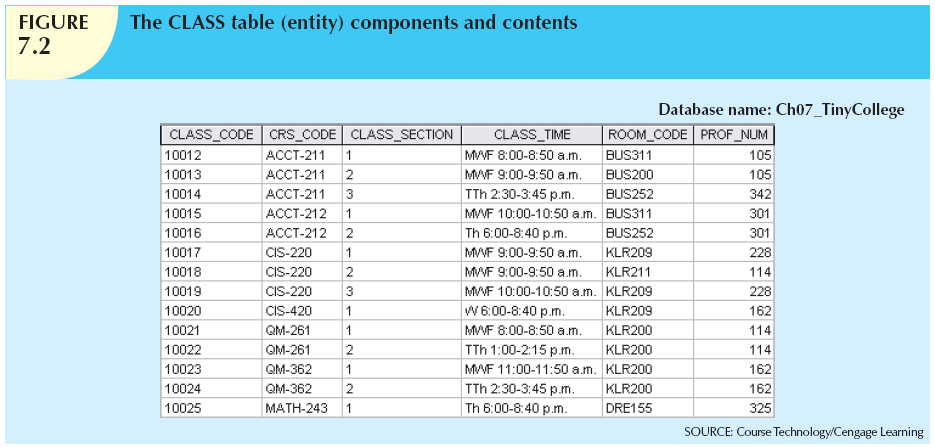 FIGURE 7.2
The CLASS table (entity) components and contents
Database name: Ch07_TinyCollege
CLASS_CODE CRS_CODE CLASS_SECTION CLASS_TIME ROOM_CODE PROF_NUM
10012 ACCT-211 1 MWF 8:00-8:50 a.m. BUS311 105
10013 ACCT-211 2 MWF 9:00-9:50 a.m. BUS200 105
10014 ACCT-211 3 TTh 2:30-3:45 p.m. BUS252 342
10015 ACCT-212 1 MWF 10:00-10:50 a.m. BUS311 301
10016 ACCT-212 2 Th 6:00-8:40 p.m. BUS252 301
10017 CIS-220 1 MWF 9:00-9:50 a.m. KLR209 228
10018 CIS-220 2 MWF 9:00-9:50 a.m. KLR211 114
10019 CIS-220 3 MWF 10:00-10:50 a.m. KLR209 228
10020 CIS-420 1 W 6:00-8:40 p.m. KLR209 162
10021 QM-261 1 MWF 8:00-8:50 a.m. KLR200 114
10022 QM-261 2 TTh 1:00-2:15 p.m. KLR200 114
10023 QM-362 1 MWF 11:00-11:50 a.m. KLR200 162
10024 QM-362 2 TTh 2:30-3:45 p.m. KLR200 162
10025 MATH-243 1 Th 6:00-8:40 p.m. DRE155 325
SOURCE: Course Technology/Cengage Learning